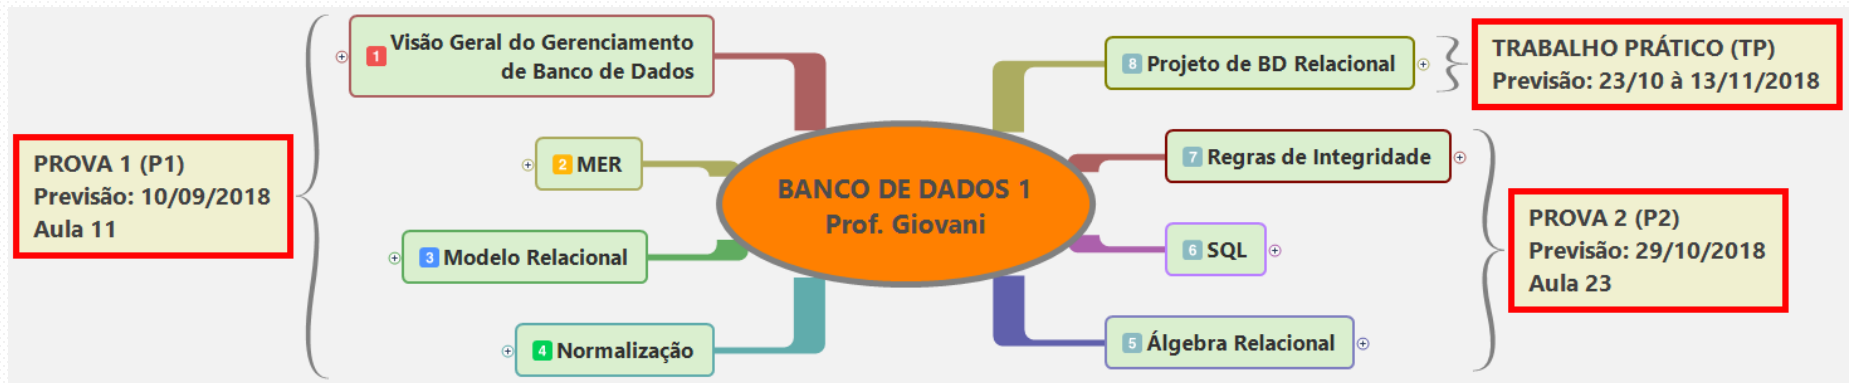 1 Visão Geral do Gerenciamento
de Banco de Dados
2 MER
3 Modelo Relacional
4 Normalização
PROVA 1 (P1)
Previsão: 10/09/2018
Aula 11
BANCO DE DADOS 1
Prof. Giovani
8 Projeto de BD Relacional
7 Regras de Integridade
6 SQL
5 Álgebra Relacional
TRABALHO PRÁTICO (TP)
Previsão: 23/10 à 13/11/2018
PROVA 2 (P2)
Previsão: 29/10/2018
Aula 23